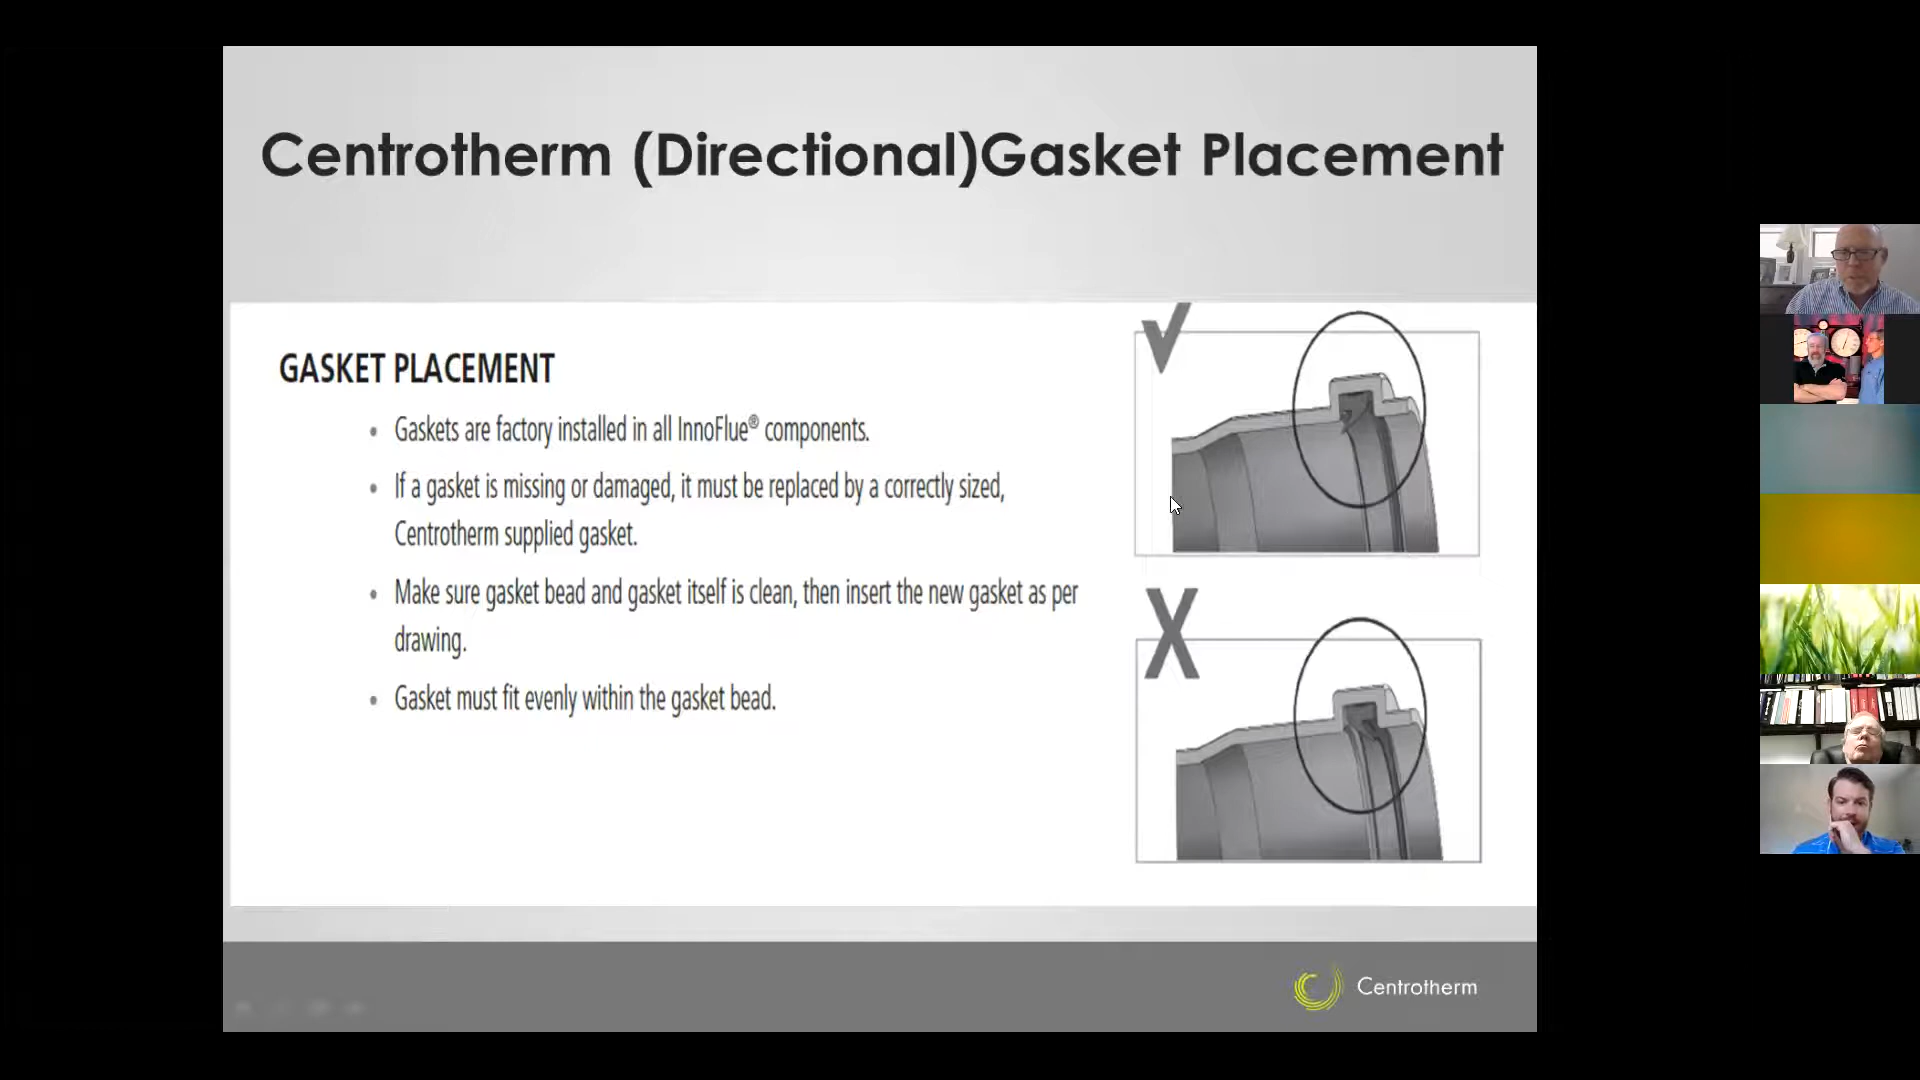 Centrotherm (Directional)Gasket Placement
GASKET PLACEMENT
• Gaskets are factory installed in all InnoFlue® components.
• If a gasket is missing or damaged, it must be replaced by a correctly sized,
Centrotherm supplied gasket.
• Make sure gasket bead and gasket itself is clean, then insert the new gasket as per
drawing.
• Gasket must fit evenly within the gasket bead.
X
Centrotherm